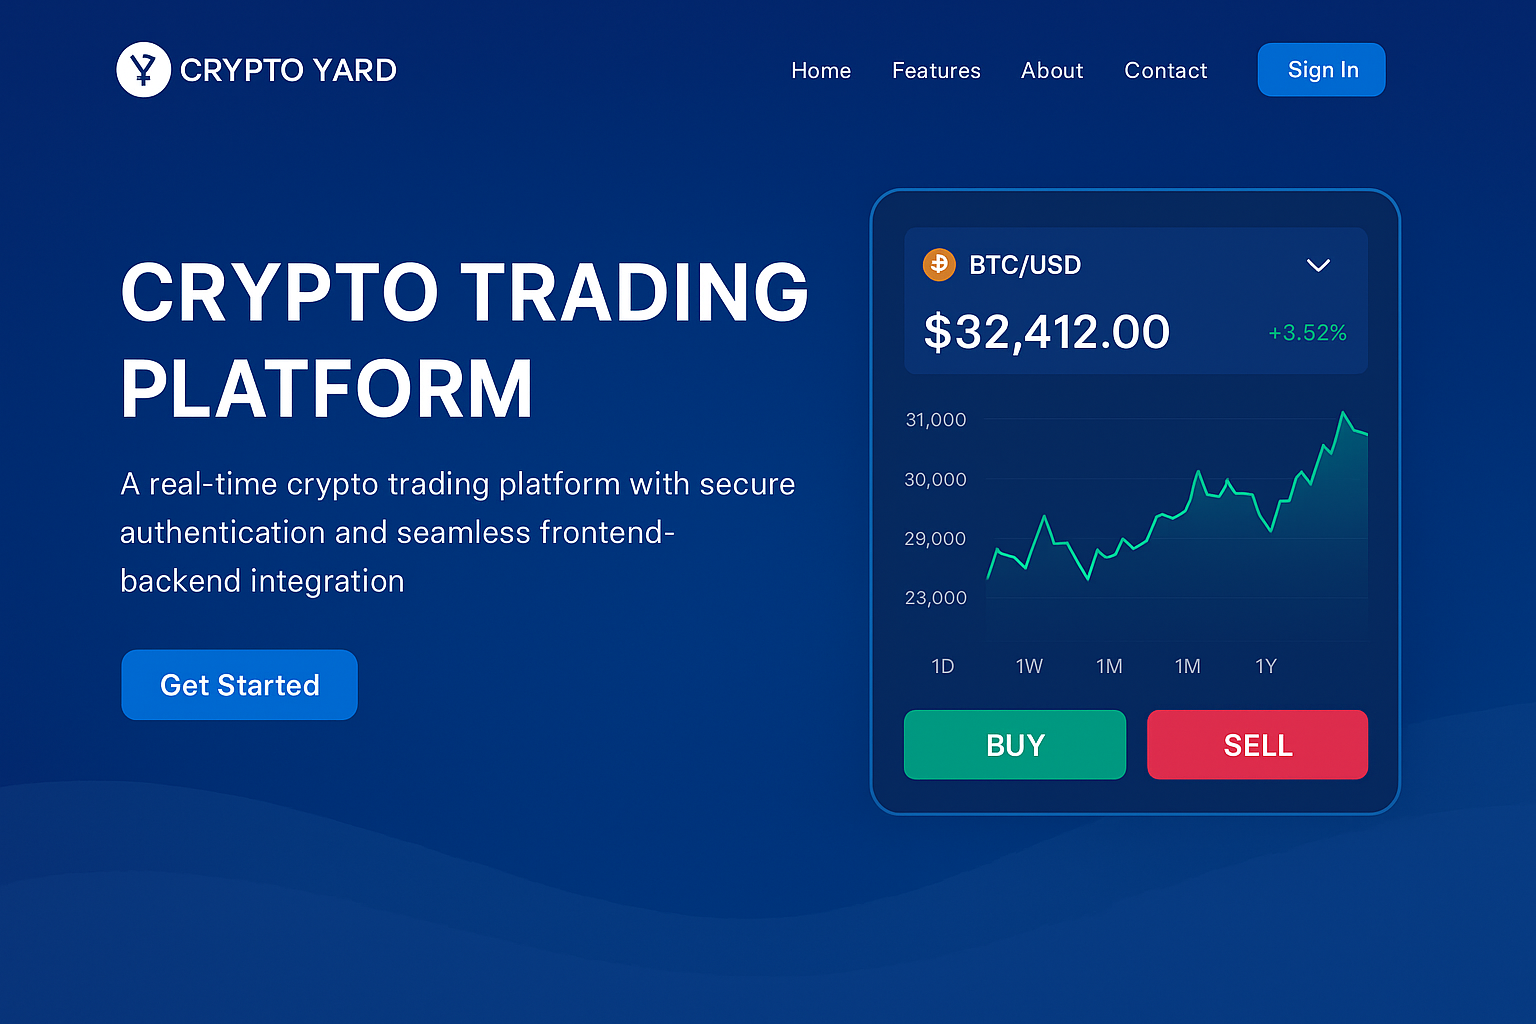 CRYPTO YARD
Home Features About Contact Sign In
CRYPTO TRADING
PLATFORM
A real-time crypto trading platform with secure
authentication and seamless frontend-
backend integration
Get Started
BTC/USD
$32,412.00 +3.52%
31,000
30,000
29,000
23,000
1D 1W 1M 1M 1Y
BUY SELL